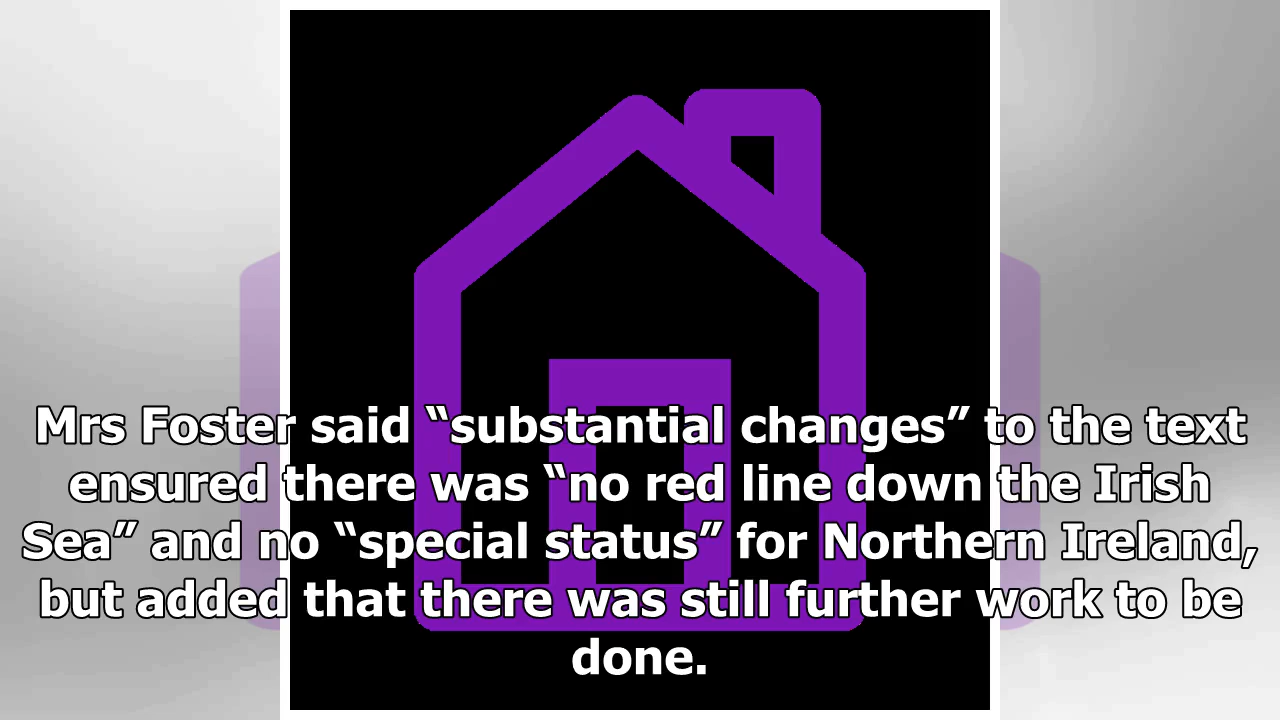 Mrs Foster said “substantial changes” to the text
ensured there was “no red line down the Irish
Sea” and no “special status” for Northern Ireland,
but added that there was still further work to be
done.